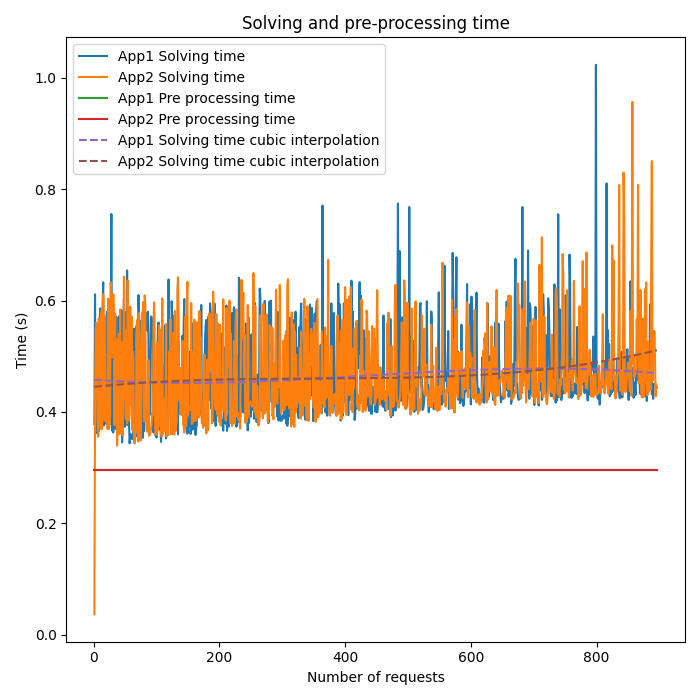 Solving and pre-processing time
App1 Solving time
App2 Solving time
App1 Pre processing time
App2 Pre processing time
App1 Solving time cubic interpolation
App2 Solving time cubic interpolation
1.0
0.8
0.6
0.4
0.2
0.0
Time (s)
0 200 400 600 800
Number of requests